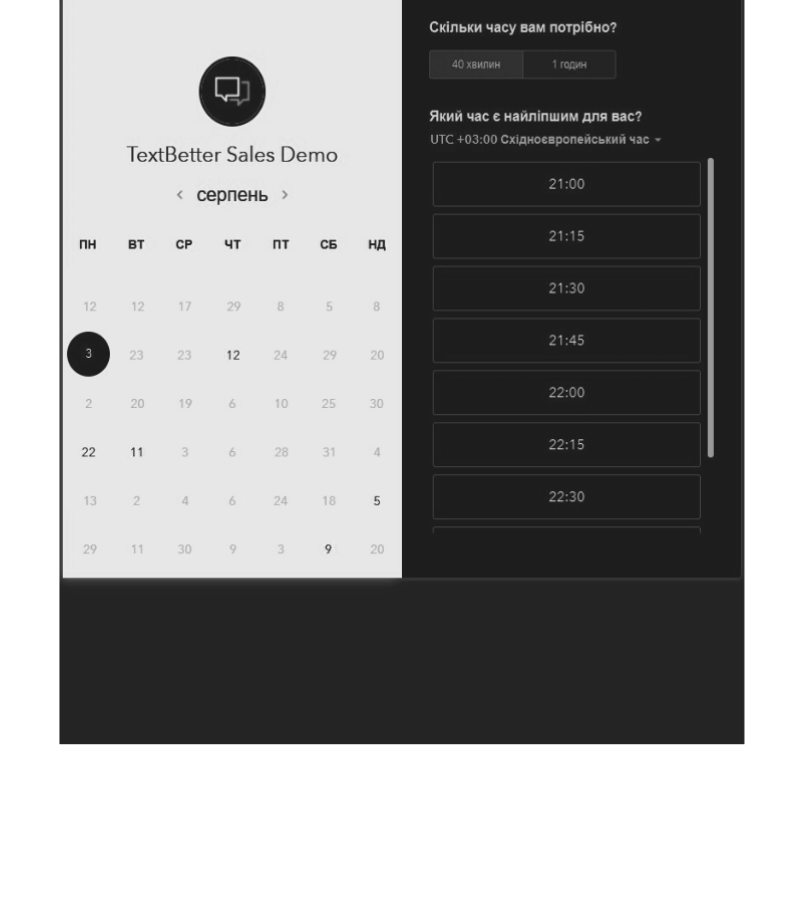 TextBetter Sales Demo
серпень
ПН ВТ СР ЧТ ПТ СБ НД
12 12 17 29 8 5 8
3 23 23 12 24 29 20
2 20 19 6 10 25 30
22 11 3 6 28 31 4
13 2 4 6 24 18 5
29 11 30 9 3 9 20
Скільки часу вам потрібно?
40 хвилин 1 годин
Який час є найліпшим для вас?
UTC +03:00 Східноєвропейський час
21:00
21:15
21:30
21:45
22:00
22:15
22:30